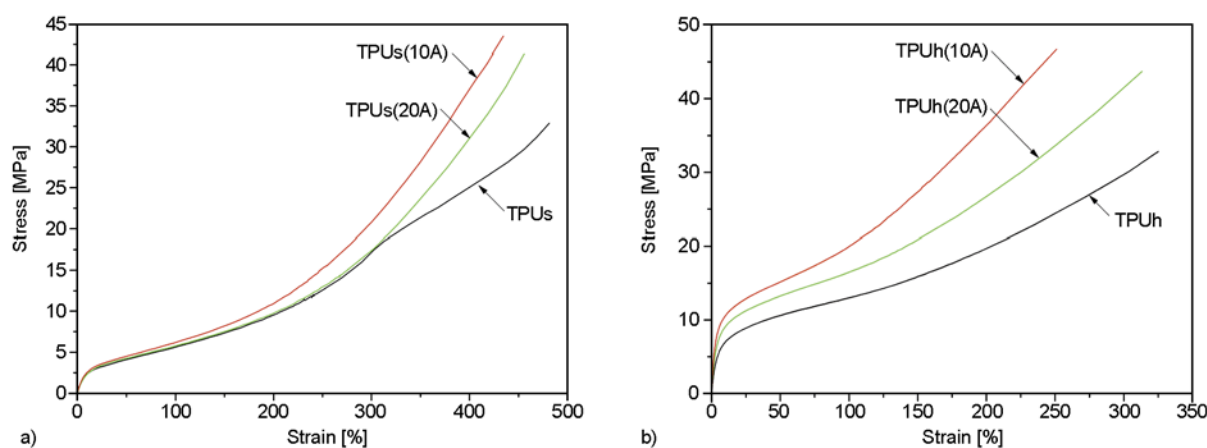 45
40
35
30
25
20
15
10
5
0
Stress [MPa]
TPUs(10A)
TPUs(20A)
TPUs
0 100 200 300 400 500
Strain [%]
a)
50
40
30
20
10
0
Stress [MPa]
TPUh(10A)
TPUh(20A)
TPUh
0 50 100 150 200 250 300 350
Strain [%]
b)